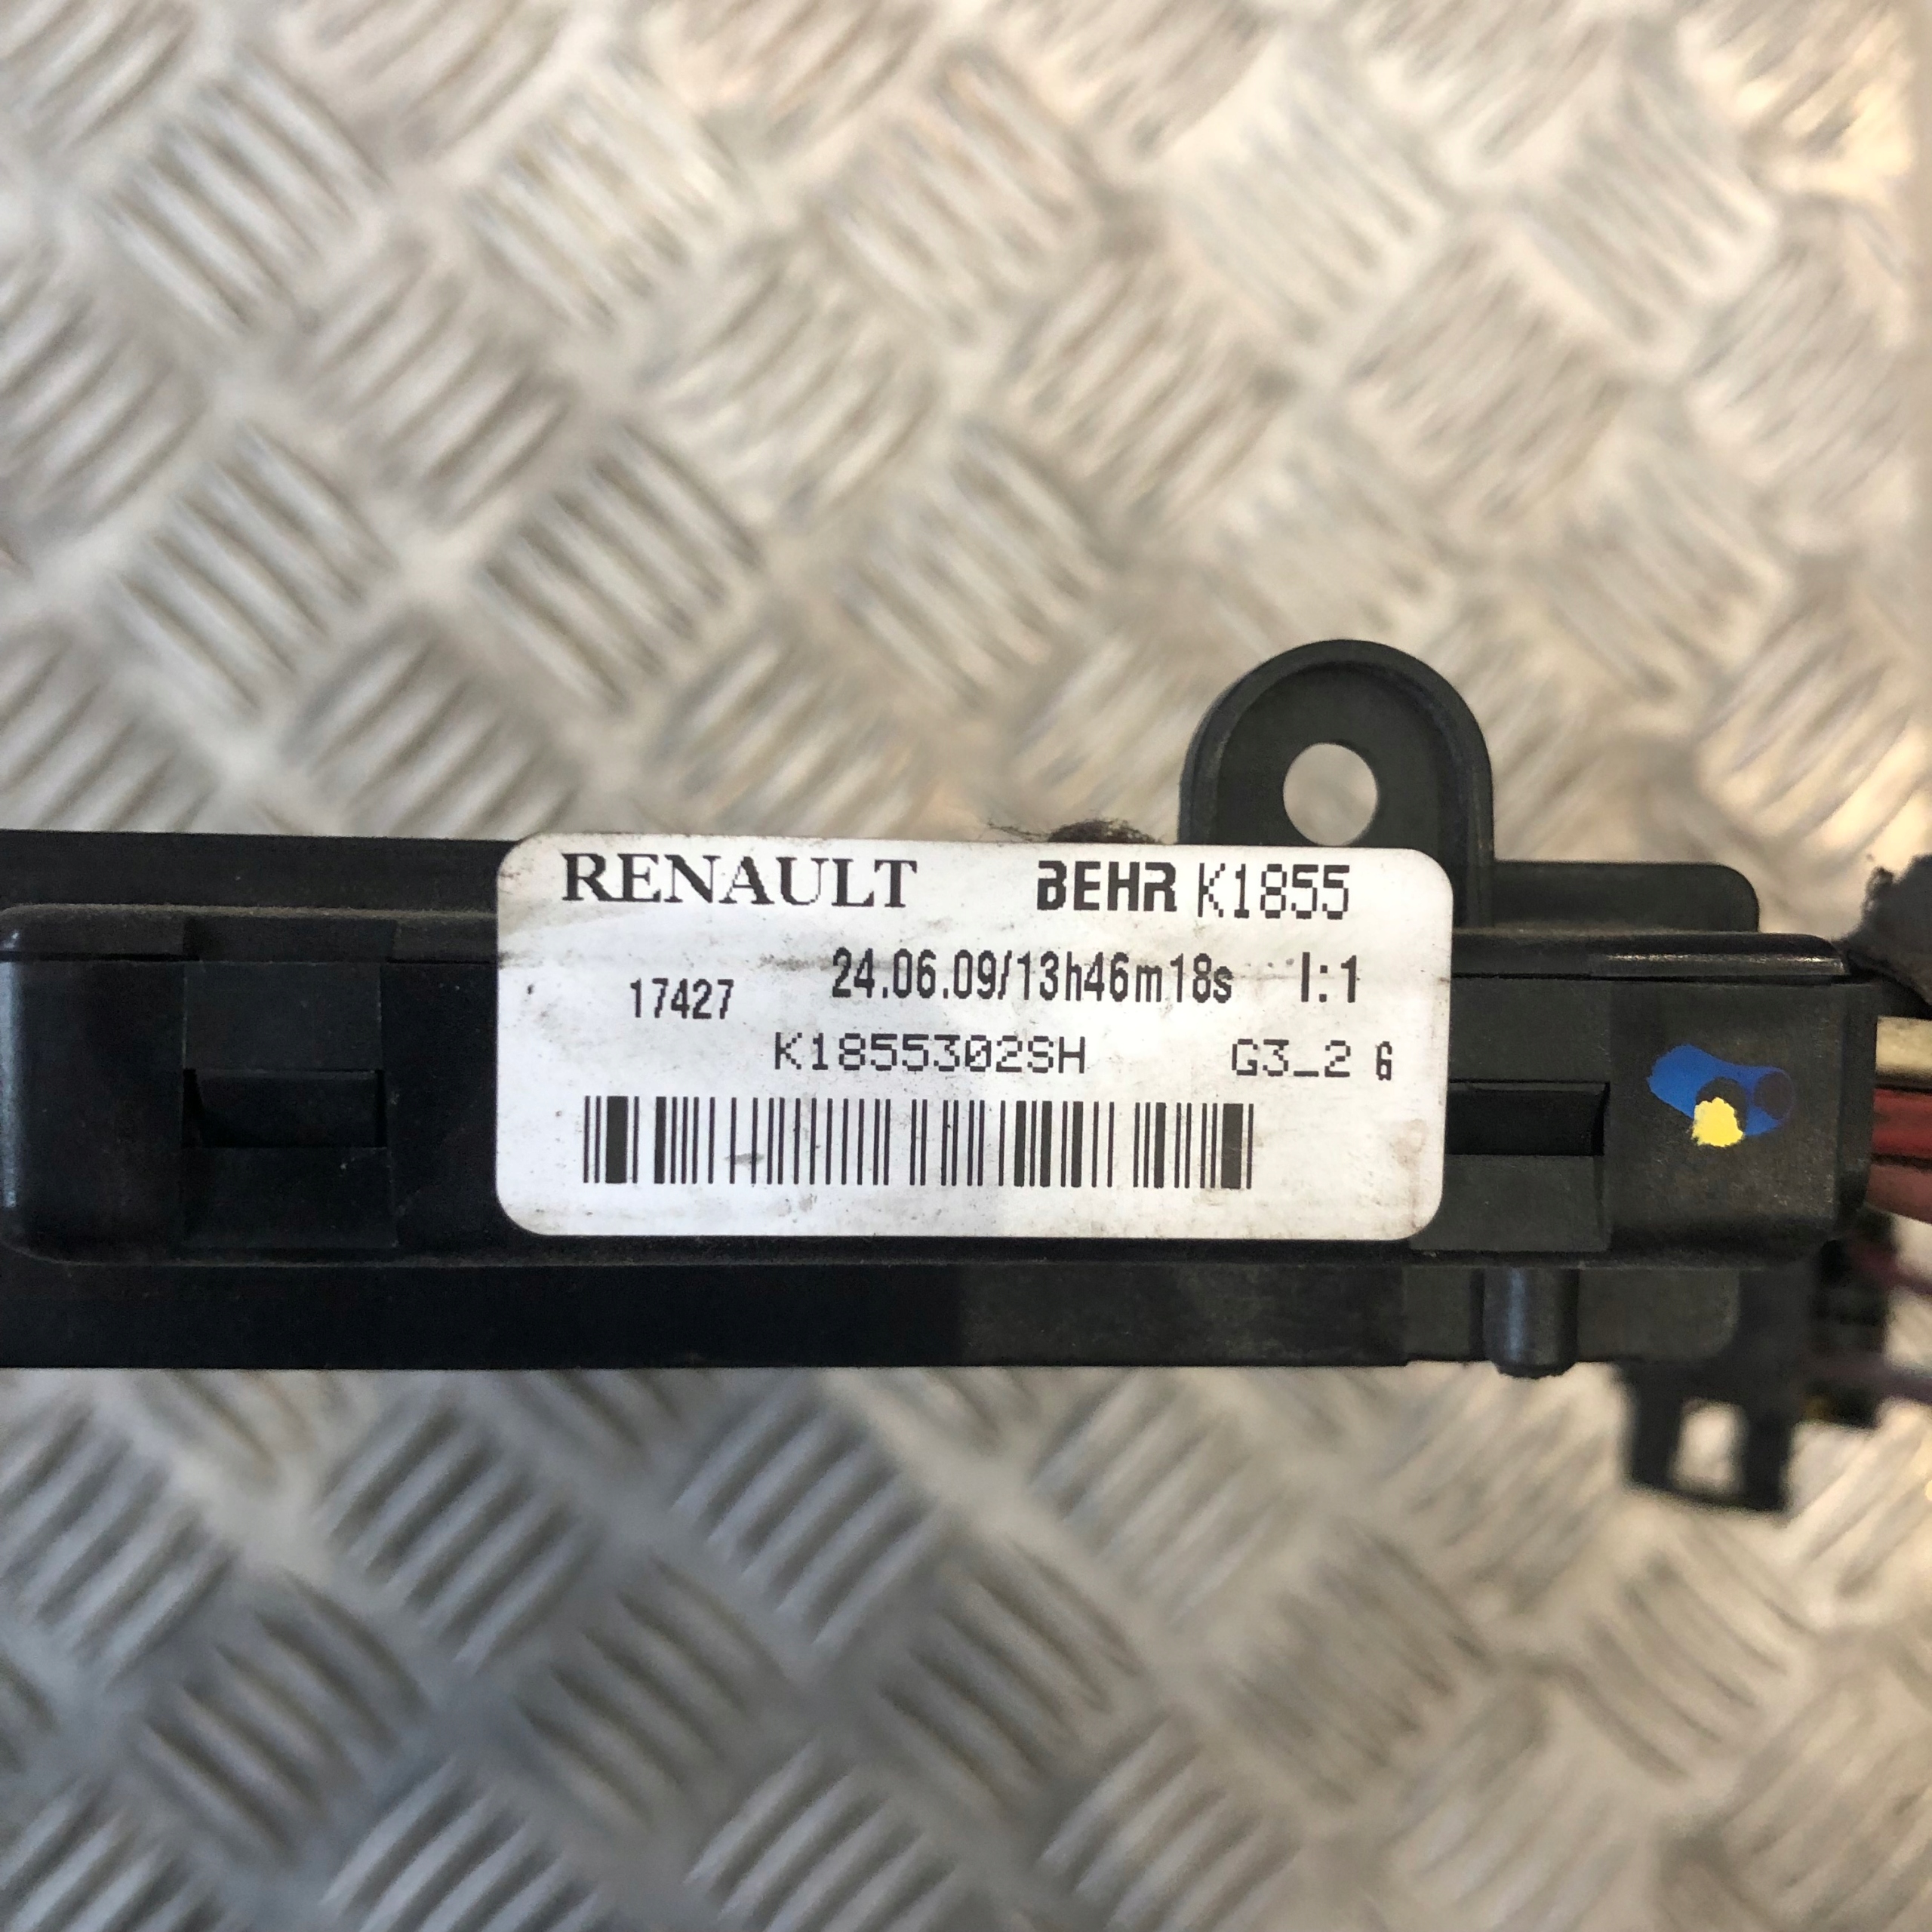 RENAULT BEHR K1855
17427 24.06.09/13h46m18s I:1
K1855302SH G3_2 G